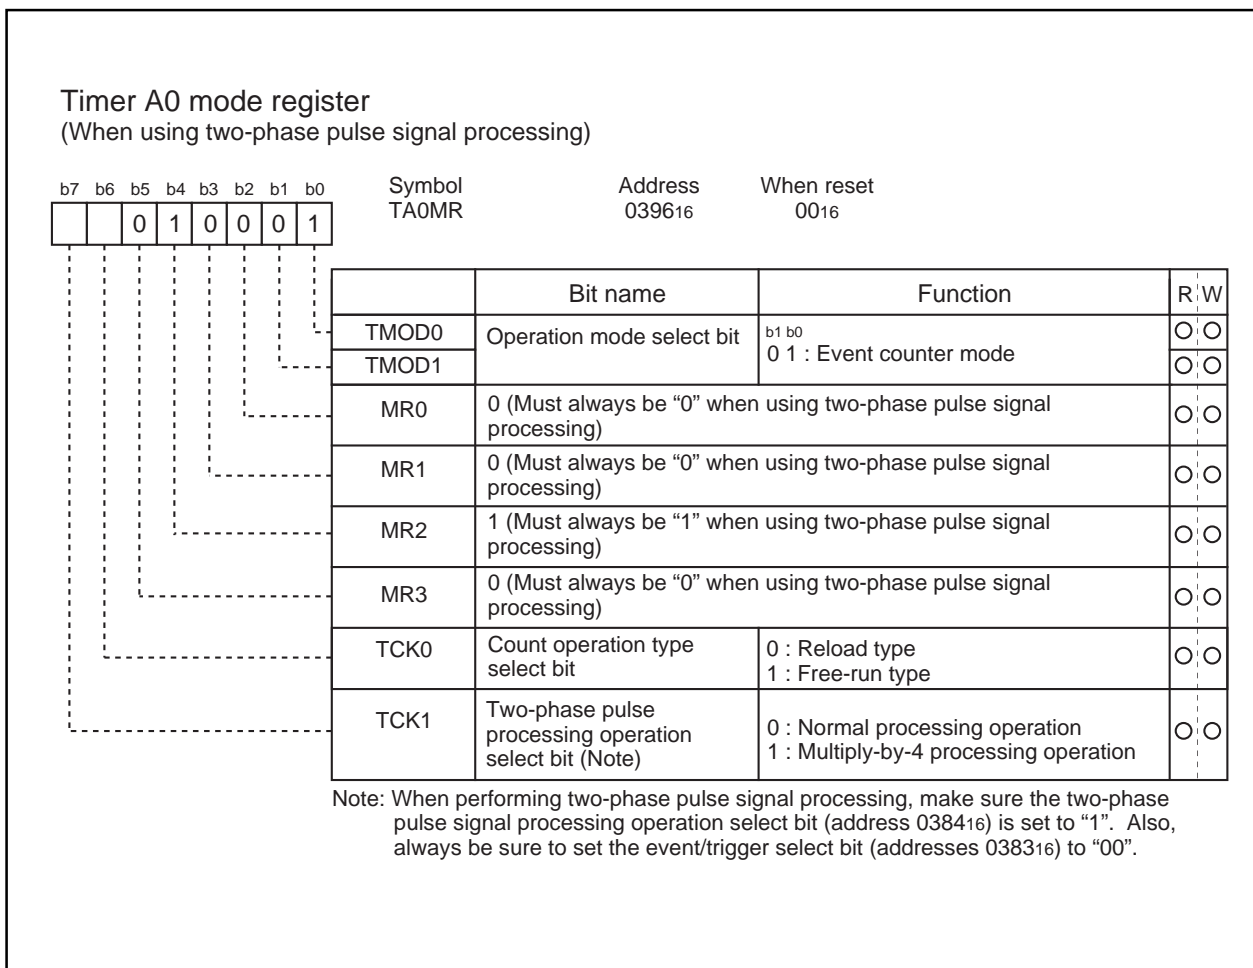 Timer A0 mode register
(When using two-phase pulse signal processing)
b7 b6 b5 b4 b3 b2 b1 b0
0 1 0 0 0 1
Symbol Address When reset
TA0MR 039616 0016
Bit name Function R W
TMOD0 Operation mode select bit b1 b0
0 1 : Event counter mode
TMOD1
MR0 0 (Must always be “0” when using two-phase pulse signal
processing)
MR1 0 (Must always be “0” when using two-phase pulse signal
processing)
MR2 1 (Must always be “1” when using two-phase pulse signal
processing)
MR3 0 (Must always be “0” when using two-phase pulse signal
processing)
TCK0 Count operation type
select bit
0 : Reload type
1 : Free-run type
TCK1 Two-phase pulse
processing operation
select bit (Note)
0 : Normal processing operation
1 : Multiply-by-4 processing operation
Note: When performing two-phase pulse signal processing, make sure the two-phase
pulse signal processing operation select bit (address 038416) is set to “1”. Also,
always be sure to set the event/trigger select bit (addresses 038316) to “00”.